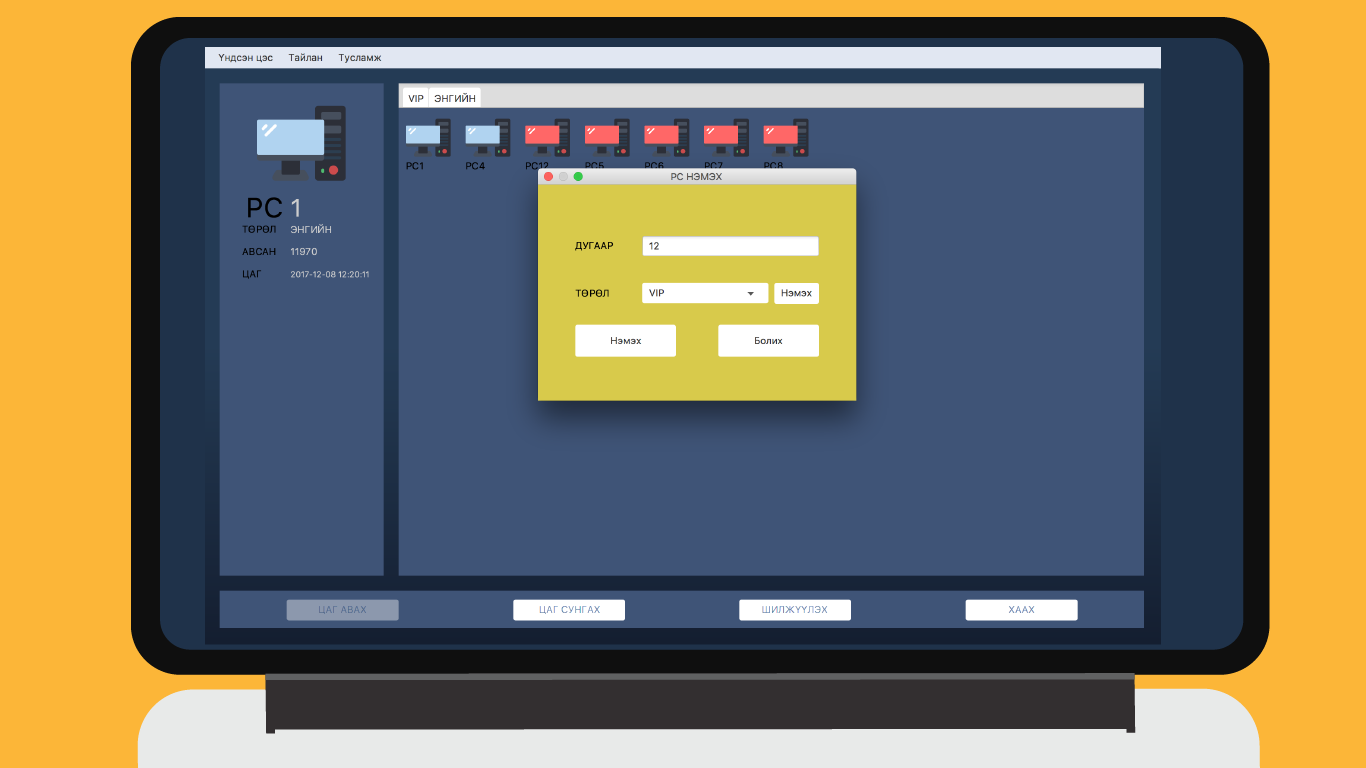 Үндсэн цэс Тайлан Тусламж
VIP ЭНГИЙН
PC1 PC4 PC12 PC5 PC6 PC7 PC8
PC 1
ТӨРӨЛ ЭНГИЙН
АВСАН 11970
ЦАГ 2017-12-08 12:20:11
PC НЭМЭХ
ДУГААР 12
ТӨРӨЛ VIP Нэмэх
Нэмэх Болих
ЦАГ АВАХ ЦАГ СУНГАХ ШИЛЖҮҮЛЭХ ХААХ